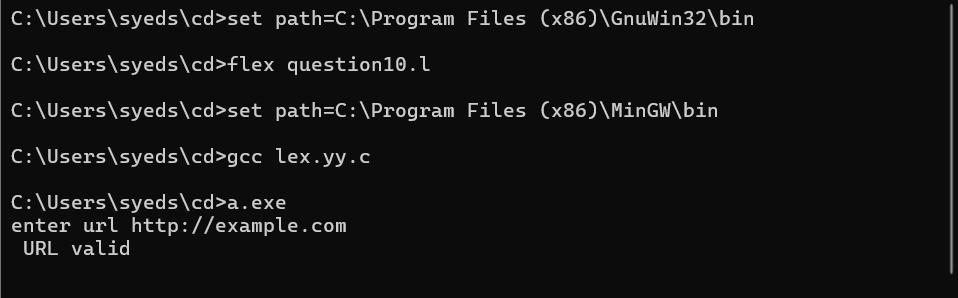 C:\Users\syeds\cd>set path=C:\Program Files (x86)\GnuWin32\bin
C:\Users\syeds\cd>flex question10.l
C:\Users\syeds\cd>set path=C:\Program Files (x86)\MinGW\bin
C:\Users\syeds\cd>gcc lex.yy.c
C:\Users\syeds\cd>a.exe
enter url http://example.com
 URL valid